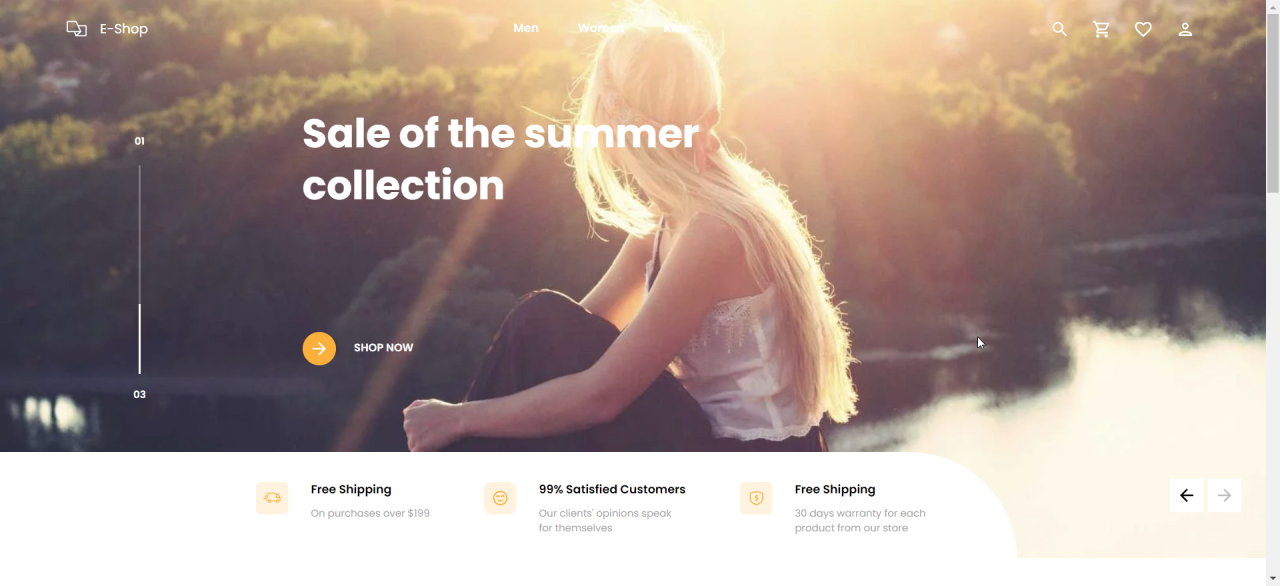 E-Shop
Men Women Kids
01
Sale of the summer
collection
SHOP NOW
03
Free Shipping
On purchases over $199
99% Satisfied Customers
Our clients' opinions speak
for themselves
Free Shipping
30 days warranty for each
product from our store